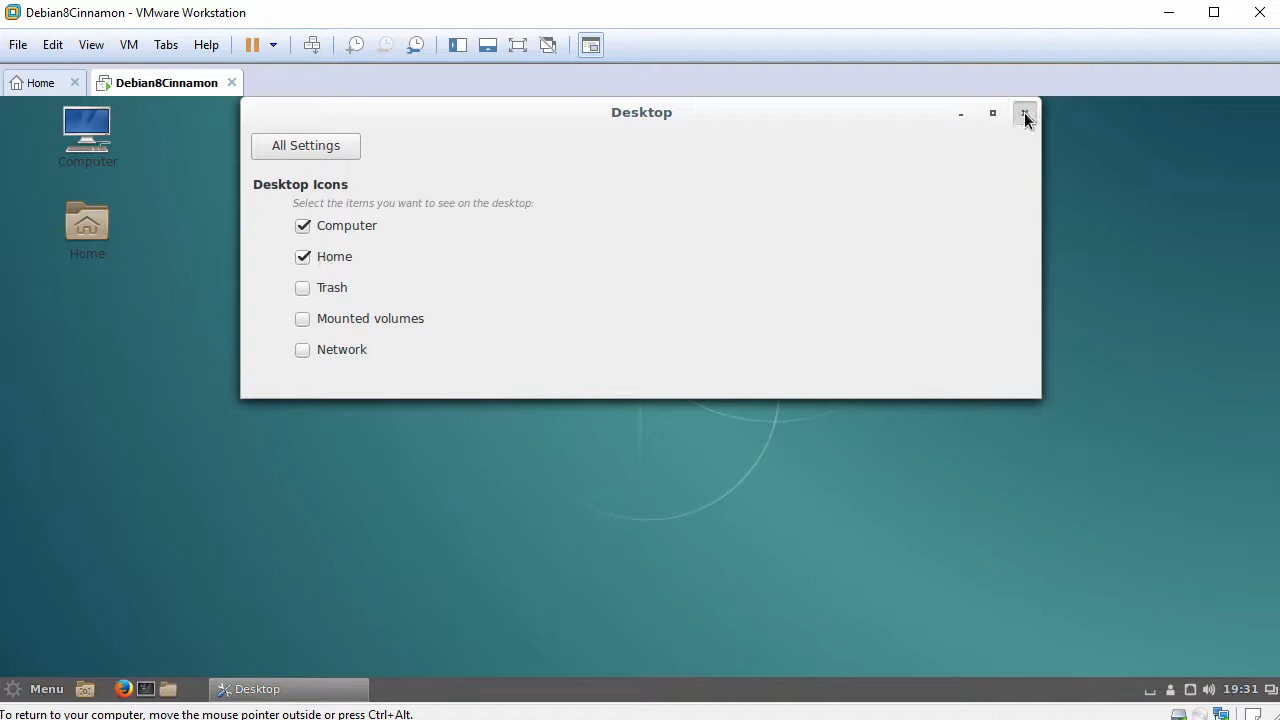 Debian8Cinnamon - VMware Workstation
File Edit View VM Tabs Help
Home Debian8Cinnamon
Desktop
Computer
All Settings
Desktop Icons
Select the items you want to see on the desktop:
Computer
Home
Home
Trash
Mounted volumes
Network
Menu Desktop 19:31
To return to your computer, move the mouse pointer outside or press Ctrl+Alt.